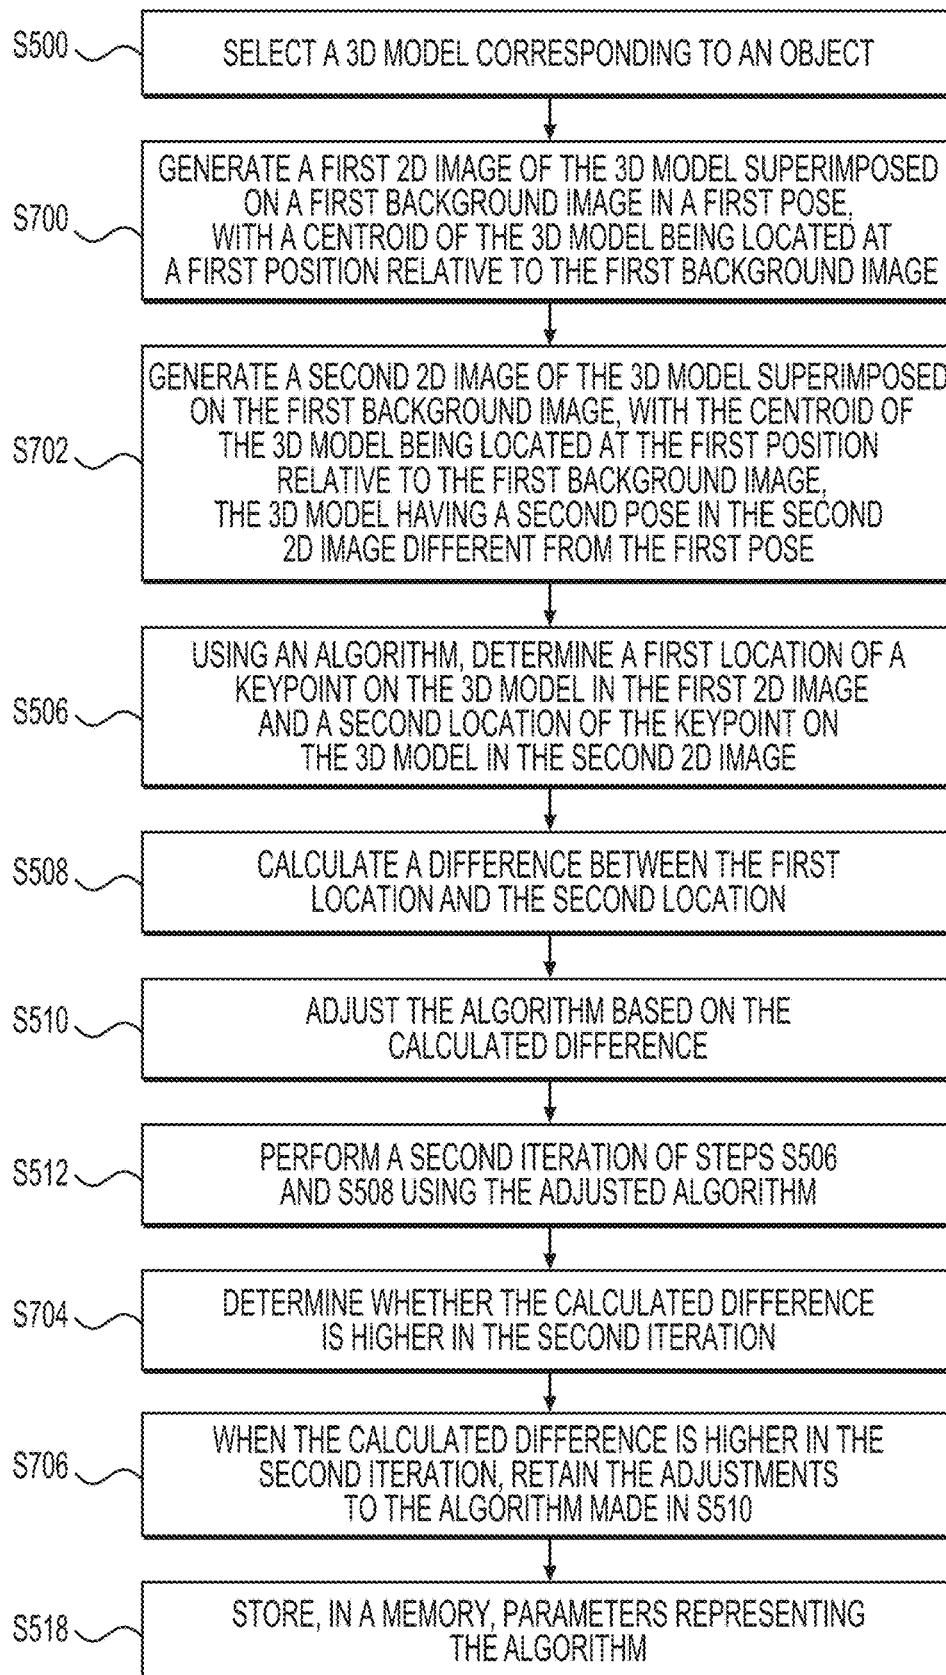 S500
SELECT A 3D MODEL CORRESPONDING TO AN OBJECT
S700
GENERATE A FIRST 2D IMAGE OF THE 3D MODEL SUPERIMPOSED
ON A FIRST BACKGROUND IMAGE IN A FIRST POSE,
WITH A CENTROID OF THE 3D MODEL BEING LOCATED AT
A FIRST POSITION RELATIVE TO THE FIRST BACKGROUND IMAGE
S702
GENERATE A SECOND 2D IMAGE OF THE 3D MODEL SUPERIMPOSED
ON THE FIRST BACKGROUND IMAGE, WITH THE CENTROID OF
THE 3D MODEL BEING LOCATED AT THE FIRST POSITION
RELATIVE TO THE FIRST BACKGROUND IMAGE,
THE 3D MODEL HAVING A SECOND POSE IN THE SECOND
2D IMAGE DIFFERENT FROM THE FIRST POSE
S506
USING AN ALGORITHM, DETERMINE A FIRST LOCATION OF A
KEYPOINT ON THE 3D MODEL IN THE FIRST 2D IMAGE
AND A SECOND LOCATION OF THE KEYPOINT ON
THE 3D MODEL IN THE SECOND 2D IMAGE
S508
CALCULATE A DIFFERENCE BETWEEN THE FIRST
LOCATION AND THE SECOND LOCATION
S510
ADJUST THE ALGORITHM BASED ON THE
CALCULATED DIFFERENCE
S512
PERFORM A SECOND ITERATION OF STEPS S506
AND S508 USING THE ADJUSTED ALGORITHM
S704
DETERMINE WHETHER THE CALCULATED DIFFERENCE
IS HIGHER IN THE SECOND ITERATION
S706
WHEN THE CALCULATED DIFFERENCE IS HIGHER IN THE
SECOND ITERATION, RETAIN THE ADJUSTMENTS
TO THE ALGORITHM MADE IN S510
S518
STORE, IN A MEMORY, PARAMETERS REPRESENTING
THE ALGORITHM